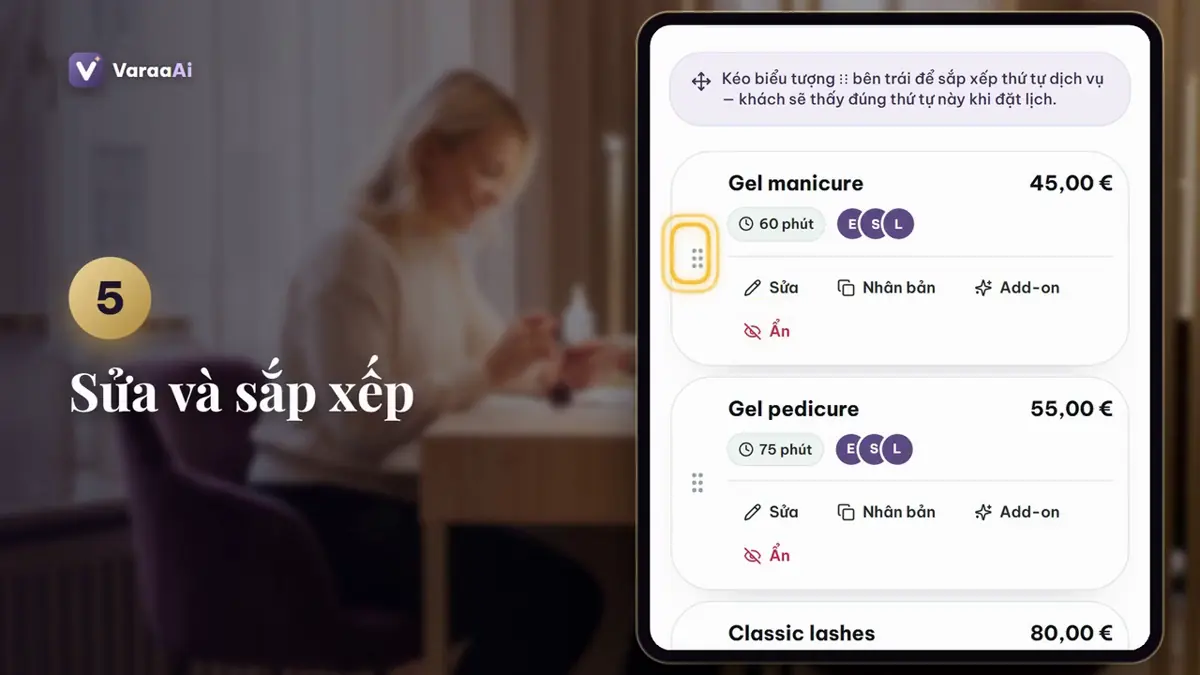 VaraaAi
5
Sửa và sắp xếp
Kéo biểu tượng ⁝⁝ bên trái để sắp xếp thứ tự dịch vụ
– khách sẽ thấy đúng thứ tự này khi đặt lịch.
Gel manicure 45,00 €
60 phút E S L
Sửa Nhân bản Add-on
Ẩn
Gel pedicure 55,00 €
75 phút E S L
Sửa Nhân bản Add-on
Ẩn
Classic lashes 80,00 €